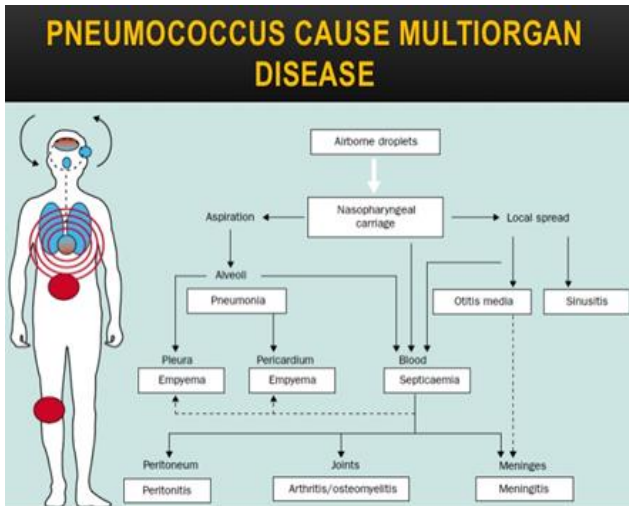 PNEUMOCOCCUS CAUSE MULTIORGAN
DISEASE
Airborne droplets
Aspiration
Nasopharyngeal
carriage
Local spread
Alveoli
Pneumonia
Otitis media
Sinusitis
Pleura
Pericardium
Blood
Empyema
Empyema
Septicaemia
Peritoneum
Joints
Meninges
Peritonitis
Arthritis/osteomyelitis
Meningitis